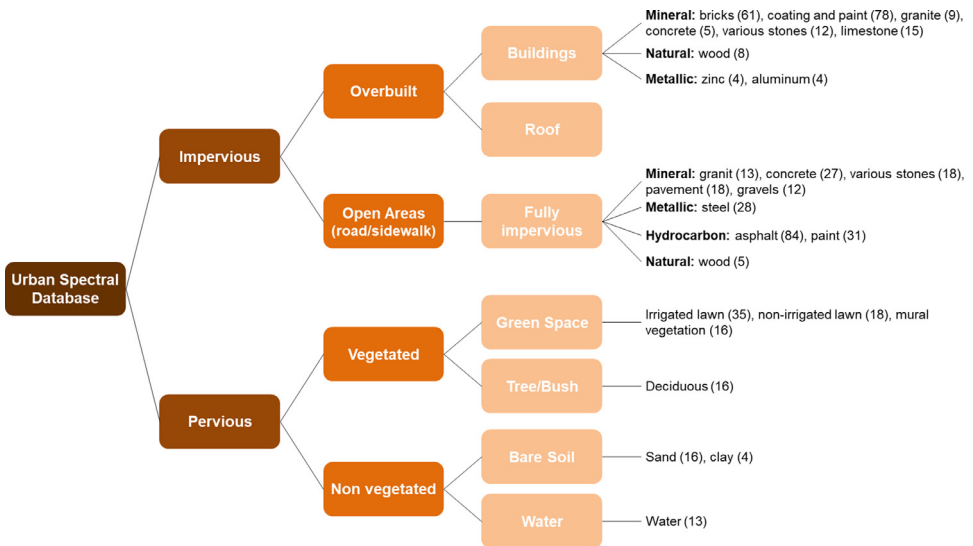 Urban Spectral
Database
Impervious
Pervious
Overbuilt
Open Areas
(road/sidewalk)
Vegetated
Non vegetated
Buildings
Roof
Fully
impervious
Green Space
Tree/Bush
Bare Soil
Water
Mineral: bricks (61), coating and paint (78), granite (9),
concrete (5), various stones (12), limestone (15)
Natural: wood (8)
Metallic: zinc (4), aluminum (4)
Mineral: granit (13), concrete (27), various stones (18),
pavement (18), gravels (12)
Metallic: steel (28)
Hydrocarbon: asphalt (84), paint (31)
Natural: wood (5)
Irrigated lawn (35), non-irrigated lawn (18), mural
vegetation (16)
Deciduous (16)
Sand (16), clay (4)
Water (13)